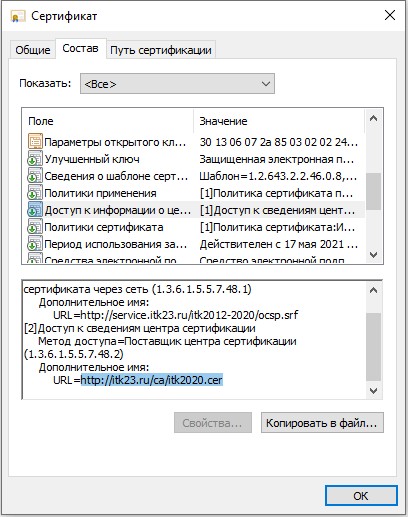 Сертификат
Общие Состав Путь сертификации
Показать: <Все>
Поле Значение
Параметры открытого кл... 30 13 06 07 2a 85 03 02 02 24...
Улучшенный ключ Защищенная электронная п...
Сведения о шаблоне серт... Шаблон=1.2.643.2.2.46.0.8,...
Политики применения [1]Политика сертификата п...
Доступ к информации о це... [1]Доступ к сведениям цент...
Политики сертификата [1]Политика сертификата:И...
Период использования за... Действителен с 17 мая 2021 ...
Средства электронной по... Средство электронной подп...
сертификата через сеть (1.3.6.1.5.5.7.48.1)
Дополнительное имя:
URL=http://service.itk23.ru/itk2012-2020/ocsp.srf
[2]Доступ к сведениям центра сертификации
Метод доступа=Поставщик центра сертификации
(1.3.6.1.5.5.7.48.2)
Дополнительное имя:
URL=http://itk23.ru/ca/itk2020.cer
Свойства... Копировать в файл...
ОК